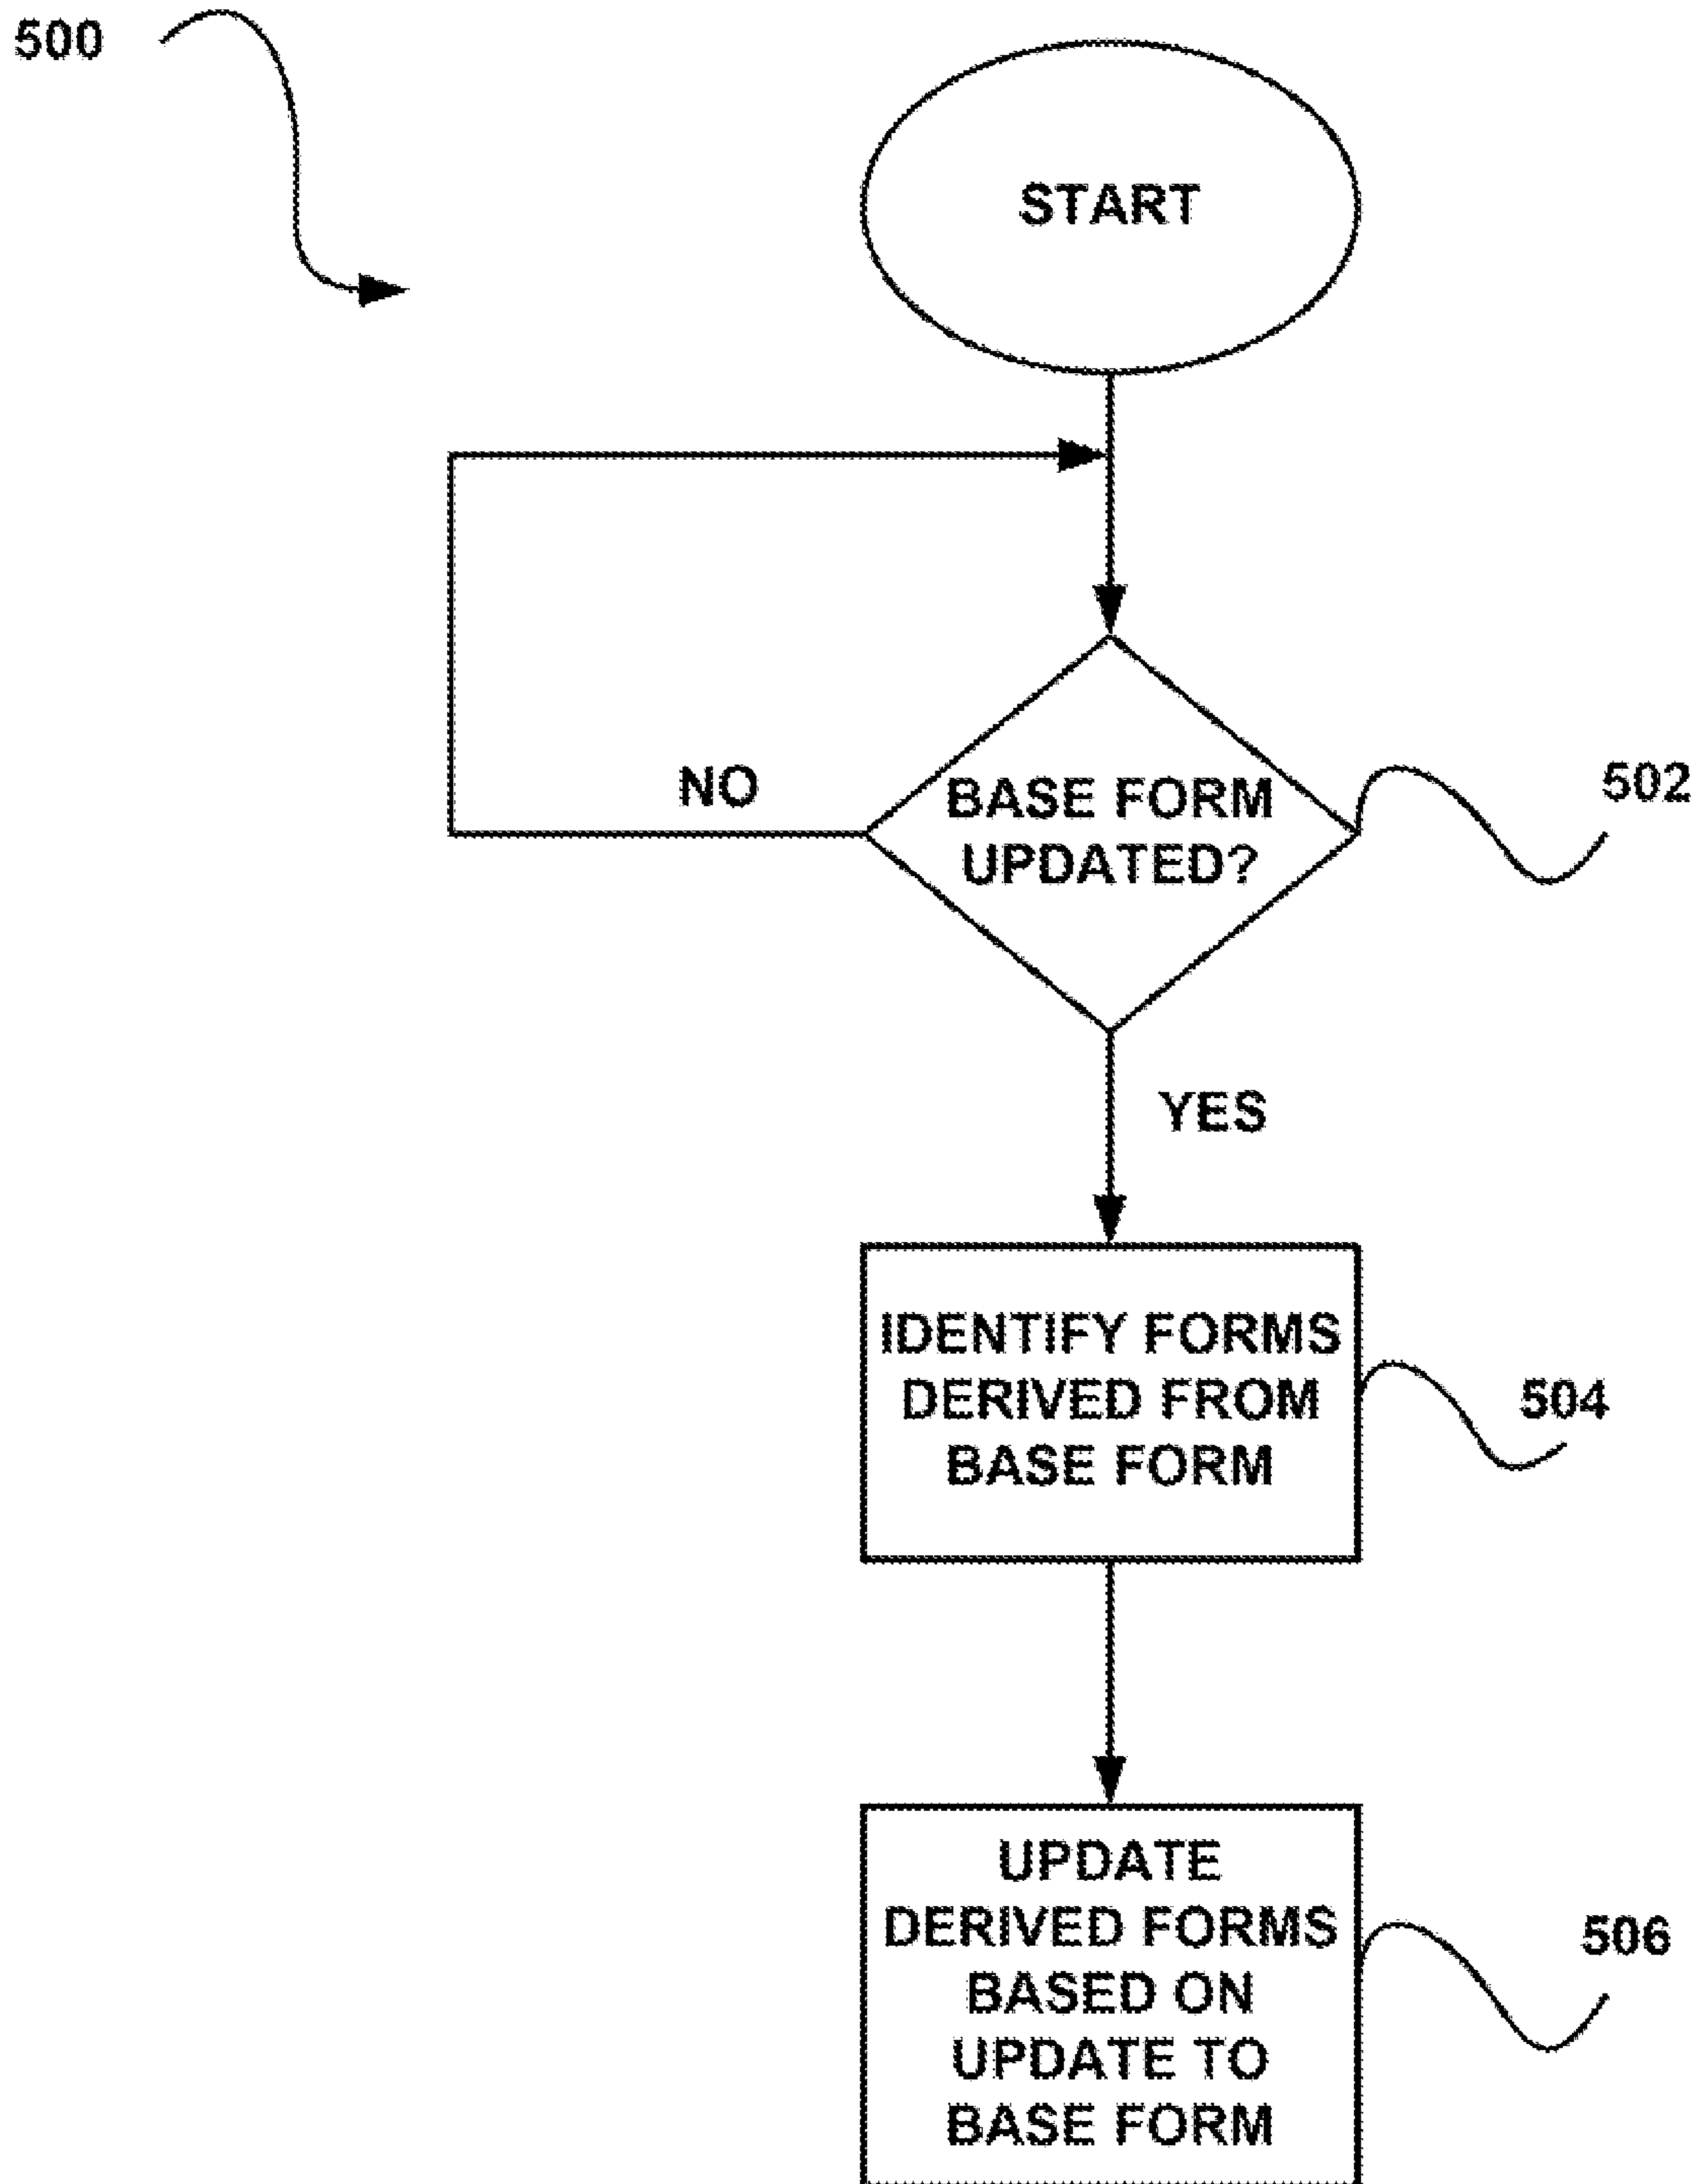 500
START
NO
BASE FORM
UPDATED?
502
YES
IDENTIFY FORMS
DERIVED FROM
BASE FORM
504
UPDATE
DERIVED FORMS
BASED ON
UPDATE TO
BASE FORM
506